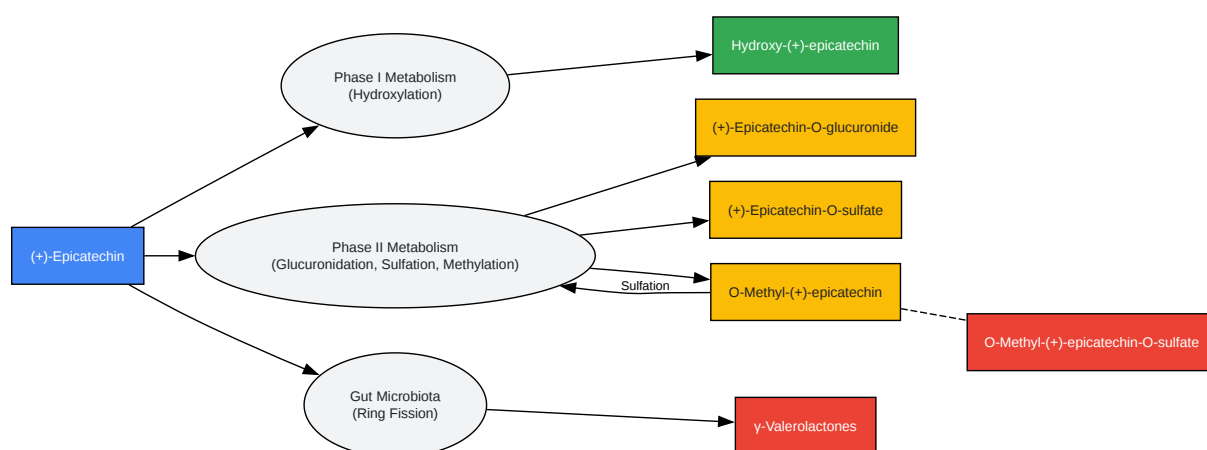 Hydroxy-(+)-epicatechin
Phase I Metabolism
(Hydroxylation)
(+)-Epicatechin-O-glucuronide
(+)-Epicatechin-O-sulfate
(+)-Epicatechin
Phase II Metabolism
(Glucuronidation, Sulfation, Methylation)
Sulfation
O-Methyl-(+)-epicatechin
O-Methyl-(+)-epicatechin-O-sulfate
Gut Microbiota
(Ring Fission)
γ-Valerolactones